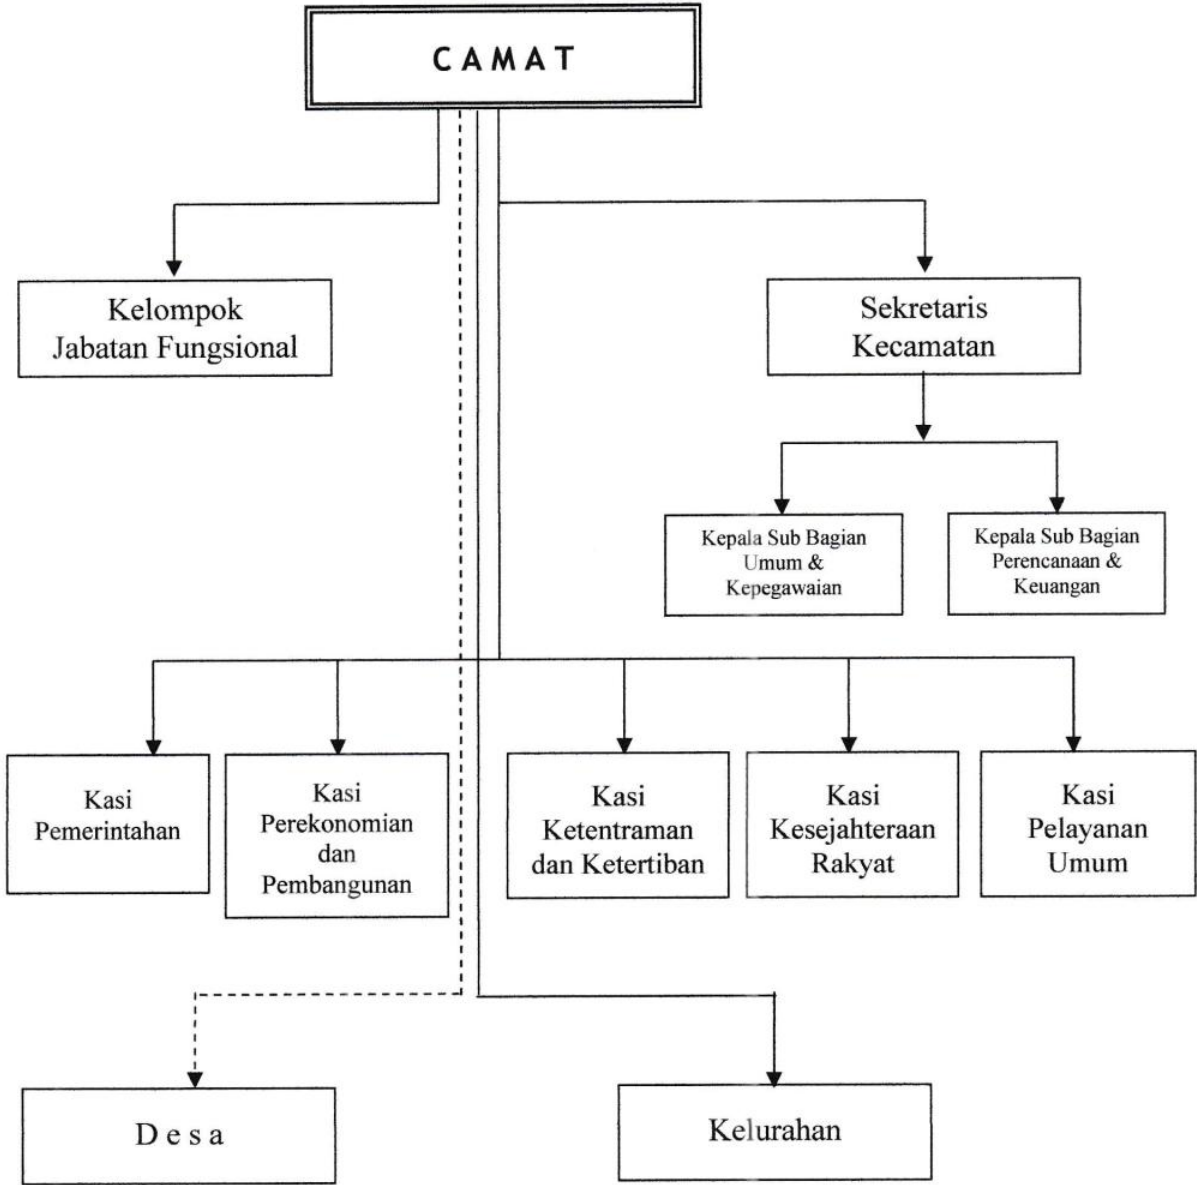 CAMAT
Kelompok
Jabatan Fungsional
Sekretaris
Kecamatan
Kepala Sub Bagian
Umum &
Kepegawaian
Kepala Sub Bagian
Perencanaan &
Keuangan
Kasi
Pemerintahan
Kasi
Perekonomian
dan
Pembangunan
Kasi
Ketentraman
dan Ketertiban
Kasi
Kesejahteraan
Rakyat
Kasi
Pelayanan
Umum
Desa
Kelurahan